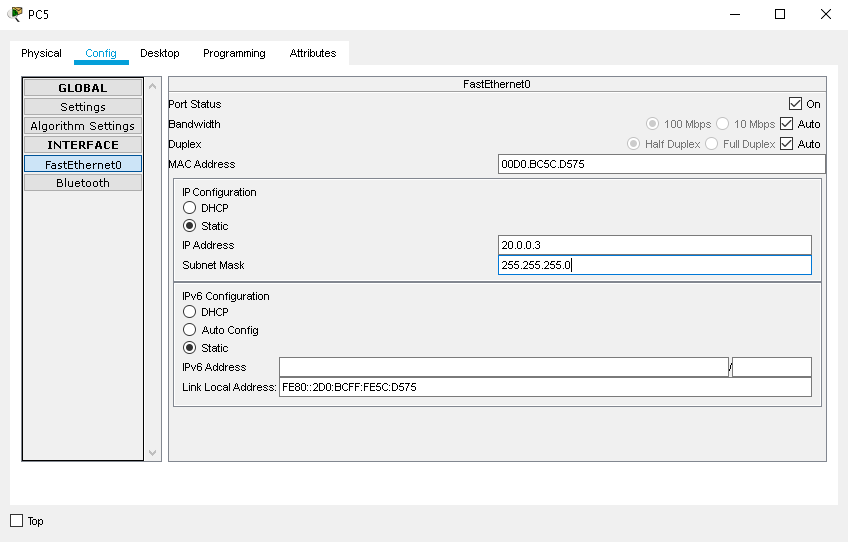 PC5
Physical Config Desktop Programming Attributes
GLOBAL
Settings
Algorithm Settings
INTERFACE
FastEthernet0
Bluetooth
FastEthernet0
Port Status On
Bandwidth 100 Mbps 10 Mbps Auto
Duplex Half Duplex Full Duplex Auto
MAC Address 00D0.BC5C.D575
IP Configuration
DHCP
Static
IP Address 20.0.0.3
Subnet Mask 255.255.255.0
IPv6 Configuration
DHCP
Auto Config
Static
IPv6 Address /
Link Local Address: FE80::2D0:BCFF:FE5C:D575
Top